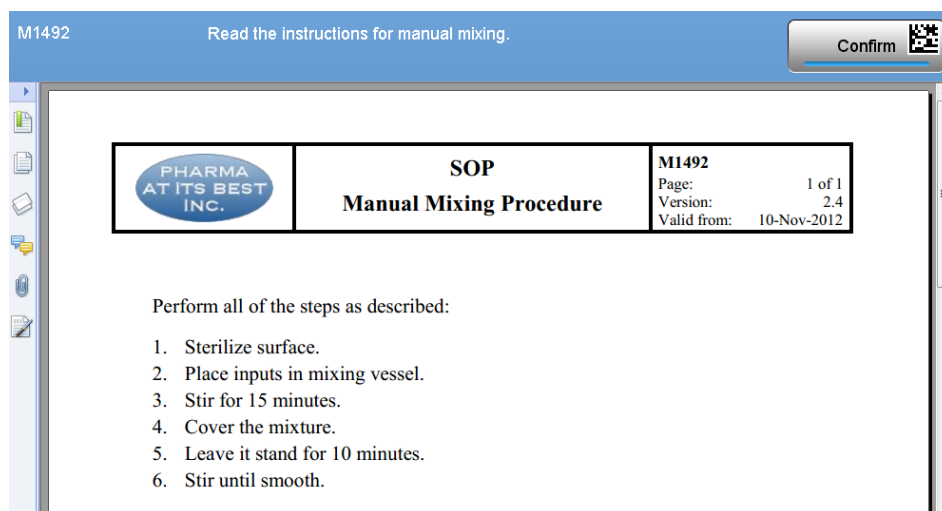 M1492
Read the instructions for manual mixing.
Confirm
PHARMA
AT ITS BEST
INC.
SOP
Manual Mixing Procedure
M1492
Page: 1 of 1
Version: 2.4
Valid from: 10-Nov-2012
Perform all of the steps as described:
1. Sterilize surface.
2. Place inputs in mixing vessel.
3. Stir for 15 minutes.
4. Cover the mixture.
5. Leave it stand for 10 minutes.
6. Stir until smooth.